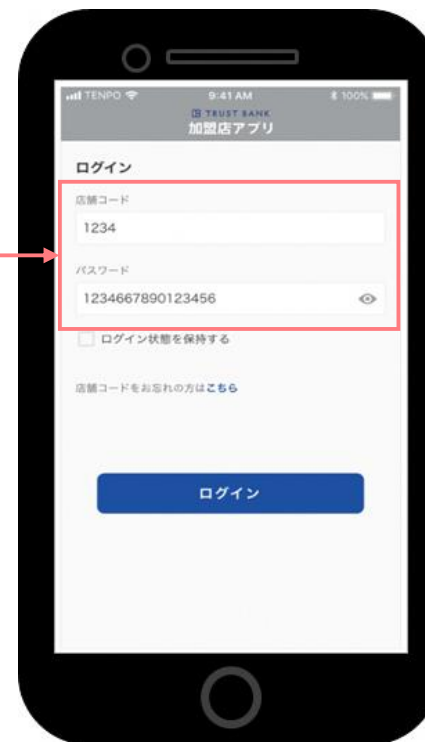 TENPO 9:41 AM 100%
TRUST BANK
加盟店アプリ
ログイン
店舗コード
1234
パスワード
1234667890123456
ログイン状態を保持する
店舗コードをお忘れの方はこちら
ログイン